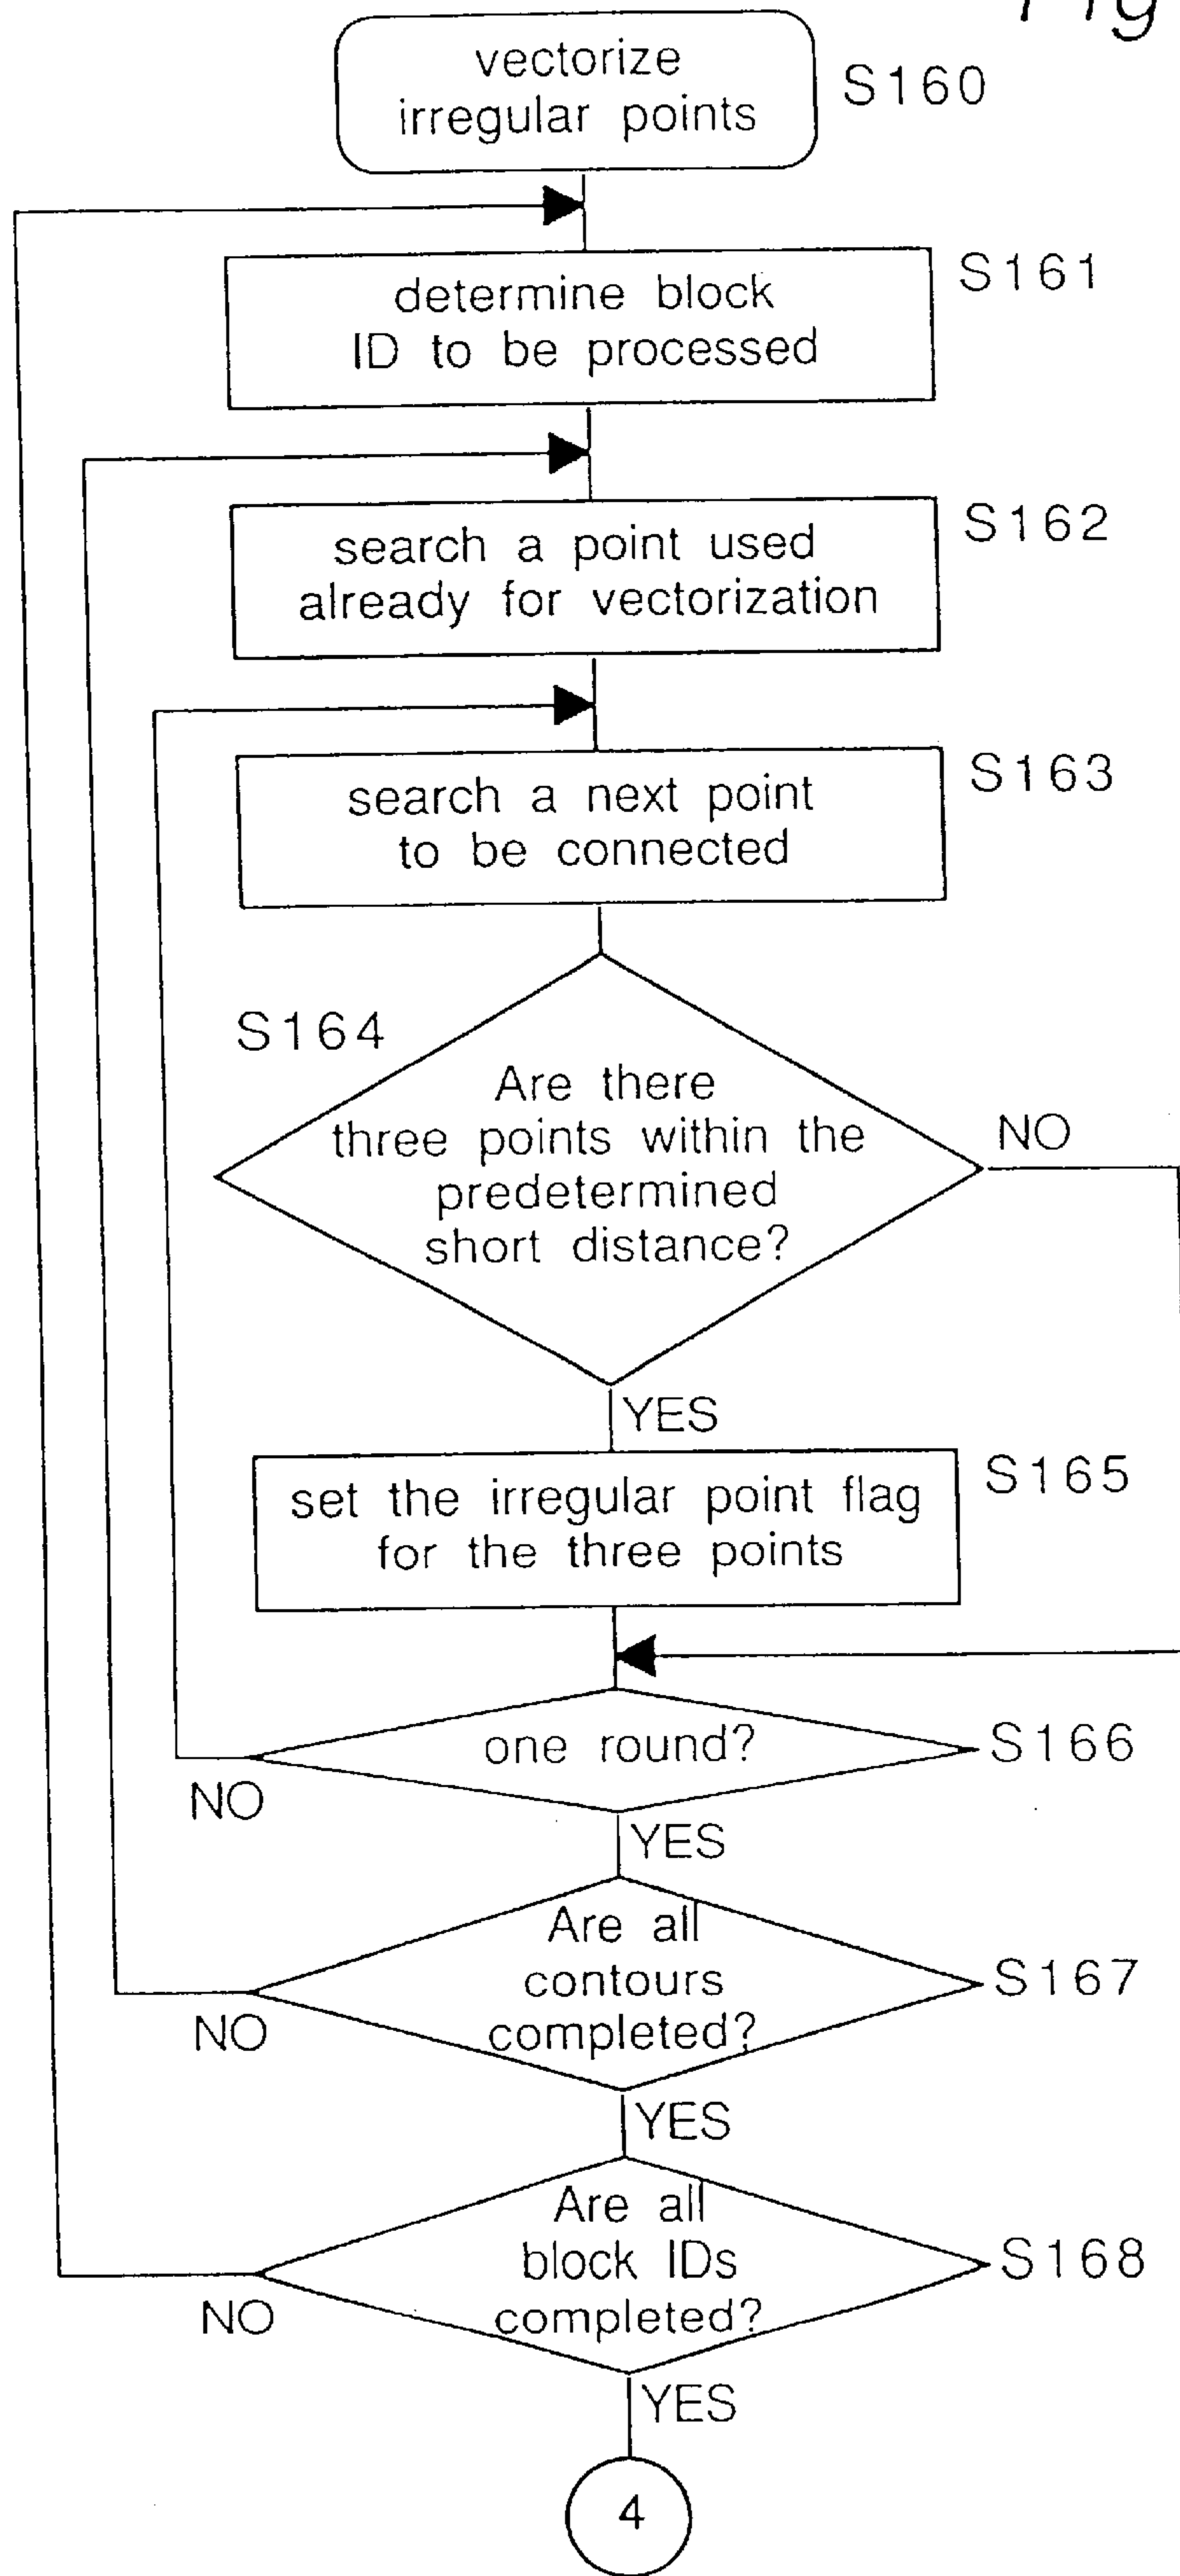 Fig
vectorize
irregular points
S160
determine block
ID to be processed
S161
search a point used
already for vectorization
S162
search a next point
to be connected
S163
S164
Are there
three points within the
predetermined
short distance?
NO
YES
set the irregular point flag
for the three points
S165
one round?
S166
NO
YES
Are all
contours
completed?
S167
NO
YES
Are all
block IDs
completed?
S168
NO
YES
4